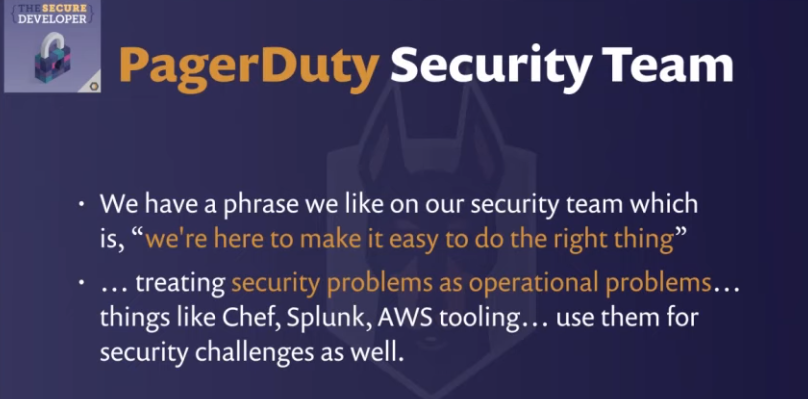 {THE SECURE
DEVELOPER}
PagerDuty Security Team
• We have a phrase we like on our security team which
is, “we're here to make it easy to do the right thing”
• … treating security problems as operational problems…
things like Chef, Splunk, AWS tooling… use them for
security challenges as well.